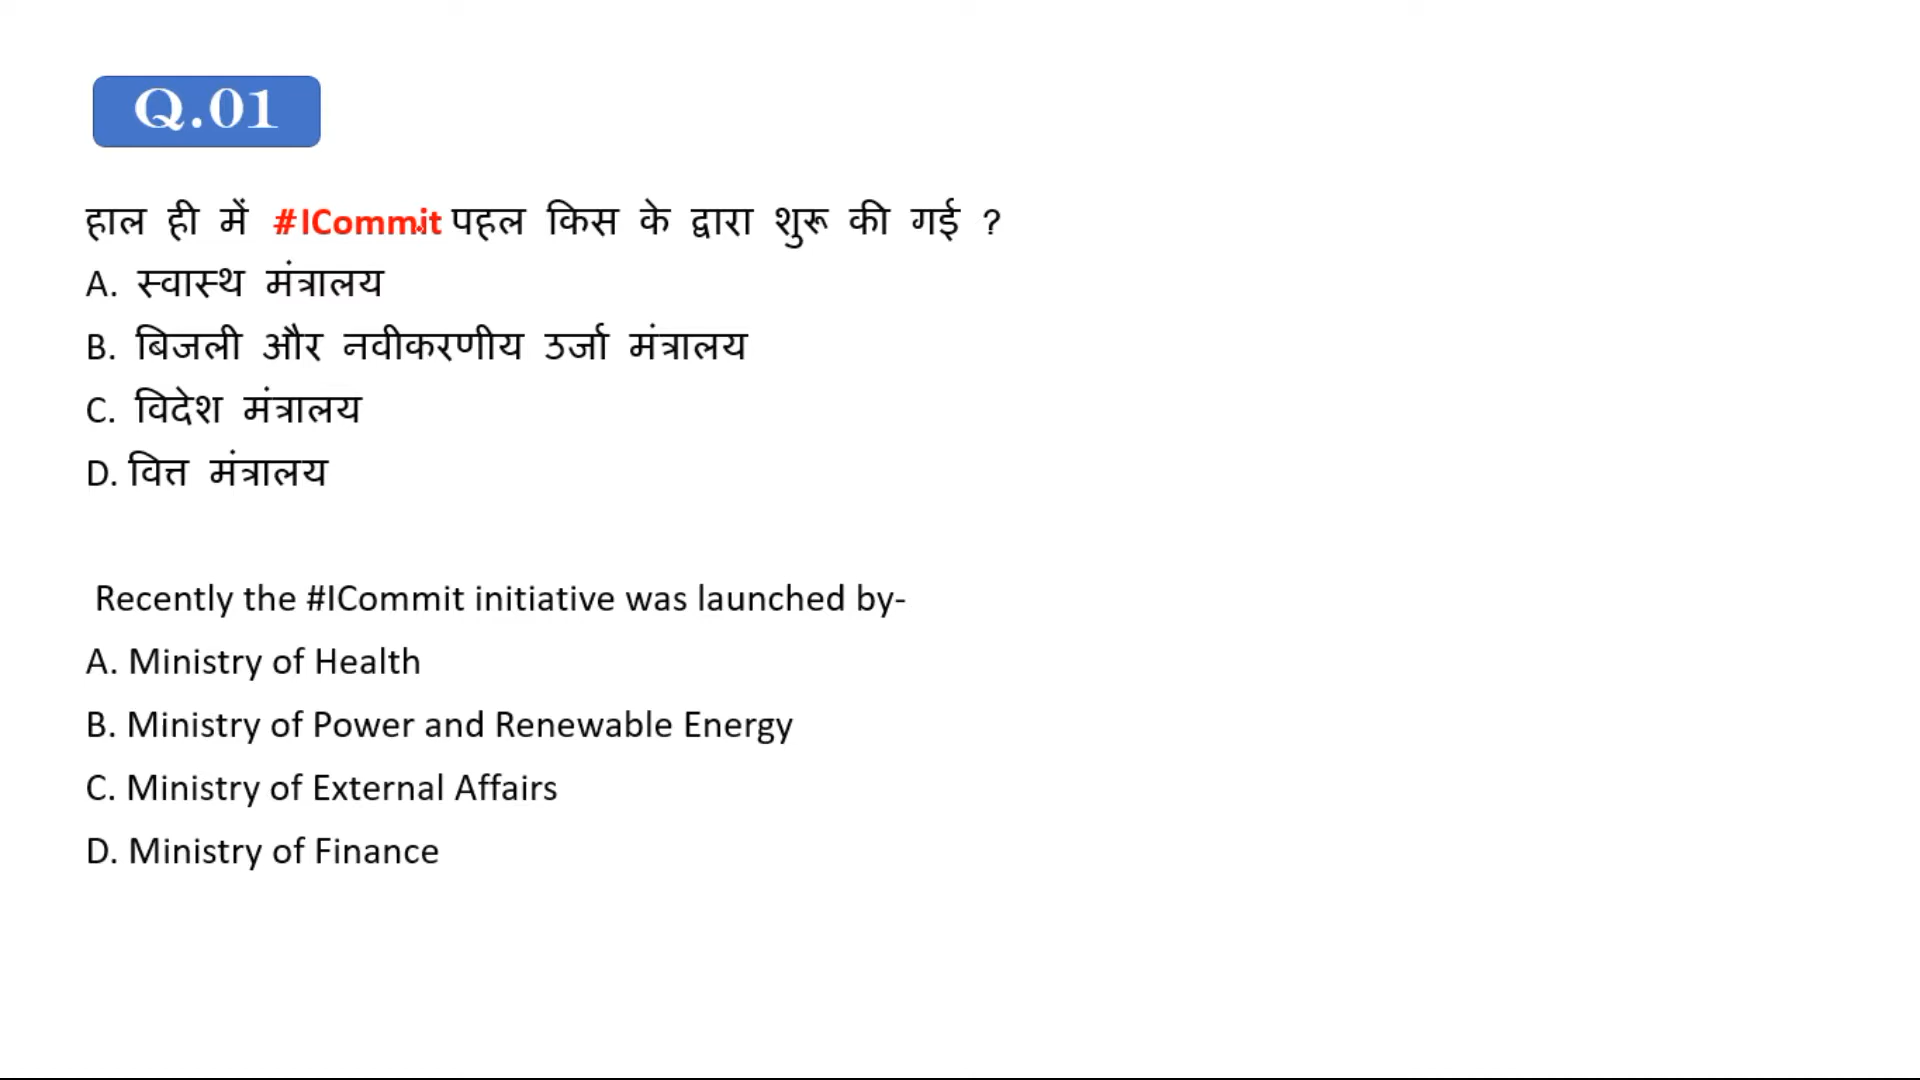 Q.01
हाल ही में #ICommit पहल किस के द्वारा शुरू की गई ?
A. स्वास्थ मंत्रालय
B. बिजली और नवीकरणीय उर्जा मंत्रालय
C. विदेश मंत्रालय
D. वित्त मंत्रालय
Recently the #ICommit initiative was launched by-
A. Ministry of Health
B. Ministry of Power and Renewable Energy
C. Ministry of External Affairs
D. Ministry of Finance